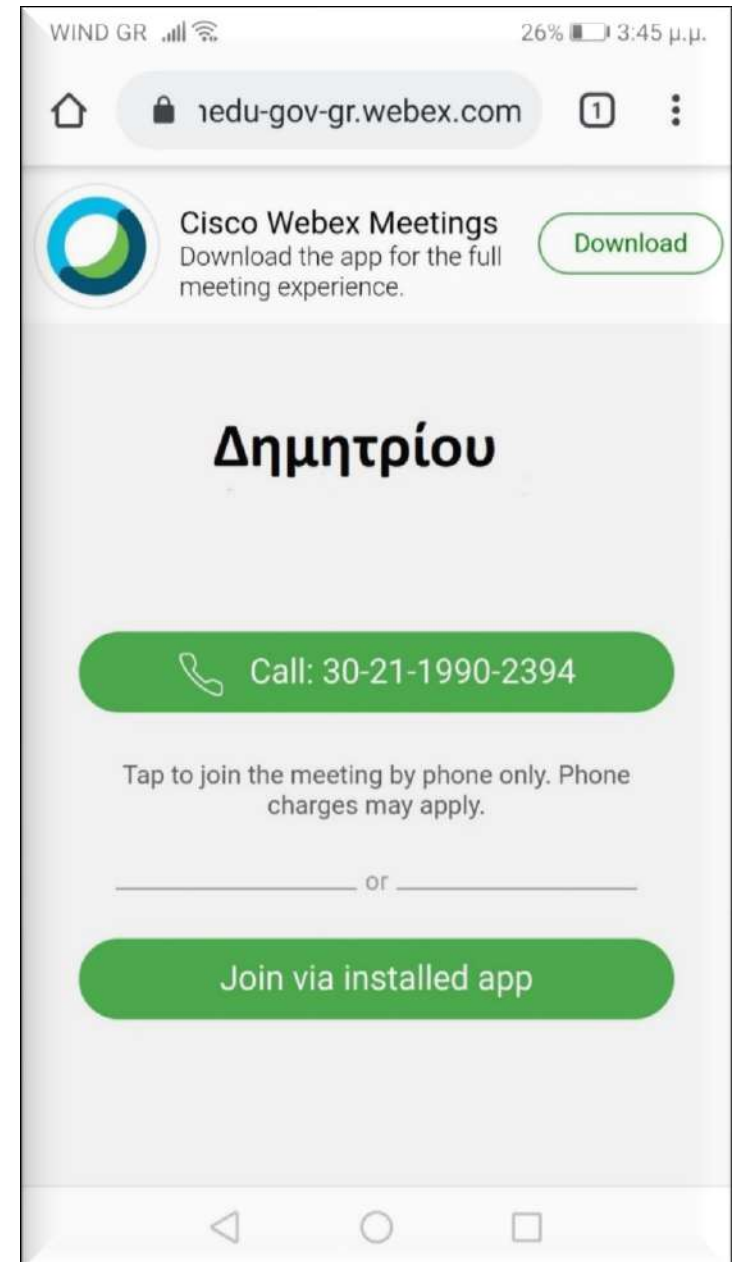 WIND GR 26% 3:45 μ.μ.
nedu-gov-gr.webex.com 1
Cisco Webex Meetings
Download the app for the full
meeting experience.
Download
Δημητρίου
Call: 30-21-1990-2394
Tap to join the meeting by phone only. Phone
charges may apply.
or
Join via installed app